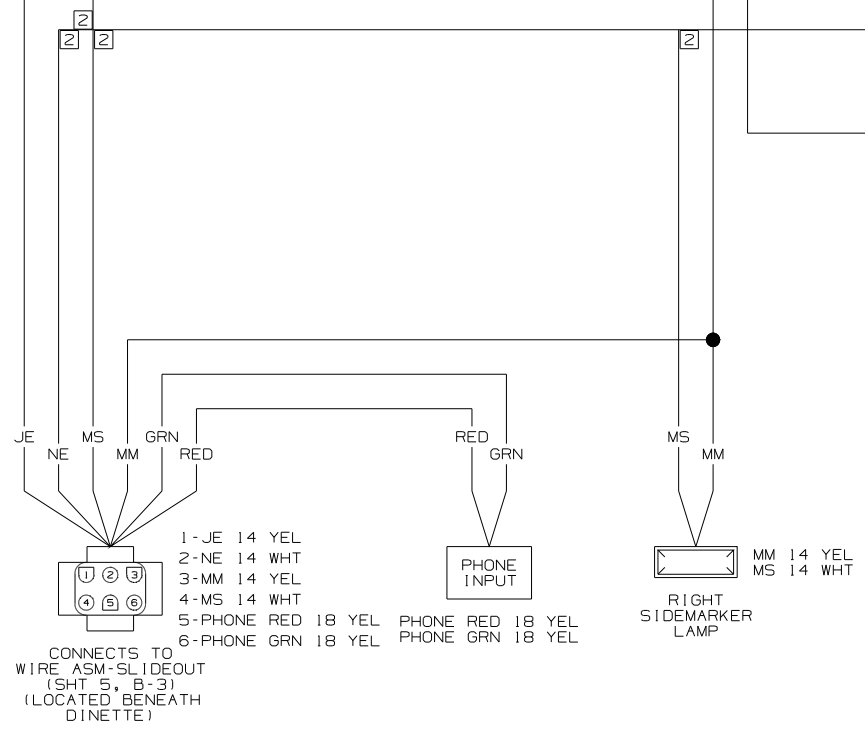 2
2 2 2
JE MS GRN RED MS
NE MM RED GRN MM
1 2 3
4 5 6
1-JE 14 YEL
2-NE 14 WHT
3-MM 14 YEL
4-MS 14 WHT
5-PHONE RED 18 YEL
6-PHONE GRN 18 YEL
CONNECTS TO
WIRE ASM-SLIDEOUT
(SHT 5, B-3)
(LOCATED BENEATH
DINETTE)
PHONE
INPUT
PHONE RED 18 YEL
PHONE GRN 18 YEL
MM 14 YEL
MS 14 WHT
RIGHT
SIDEMARKER
LAMP